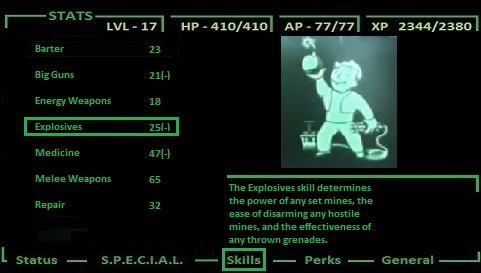 STATS
LVL - 17 HP - 410/410 AP - 77/77 XP 2344/2380
Barter 23
Big Guns 21(-)
Energy Weapons 18
Explosives 25(-)
Medicine 47(-)
Melee Weapons 65
Repair 32
The Explosives skill determines
the power of any set mines, the
ease of disarming any hostile
mines, and the effectiveness of
any thrown grenades.
Status S.P.E.C.I.A.L. Skills Perks General